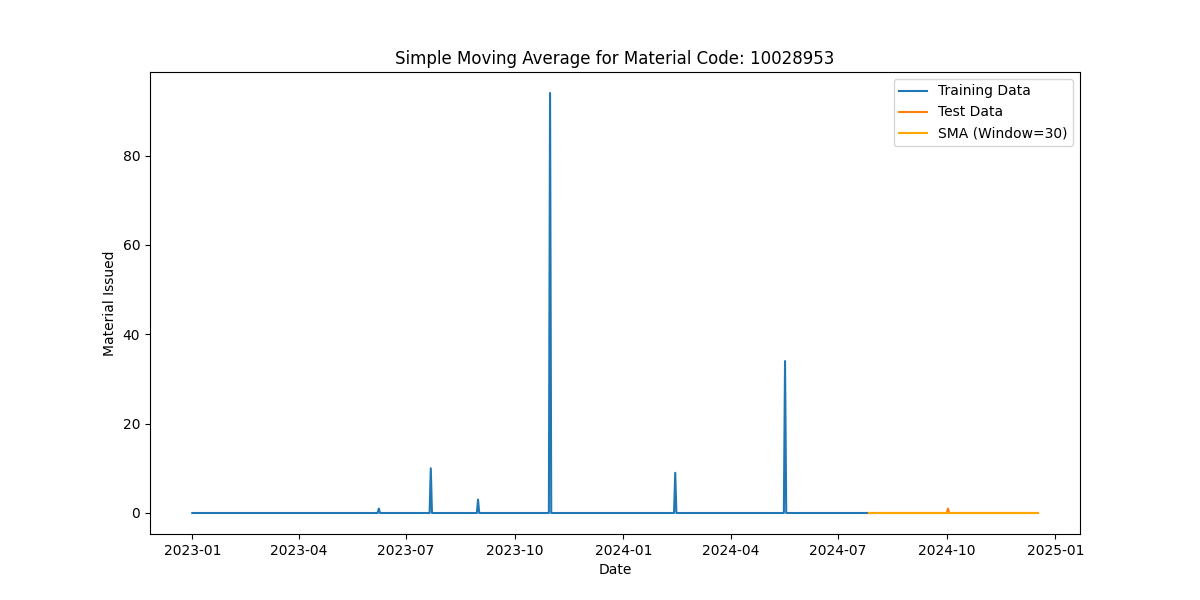 Simple Moving Average for Material Code: 10028953
Training Data
Test Data
SMA (Window=30)
80
60
40
20
0
Material Issued
2023-01 2023-04 2023-07 2023-10 2024-01 2024-04 2024-07 2024-10 2025-01
Date